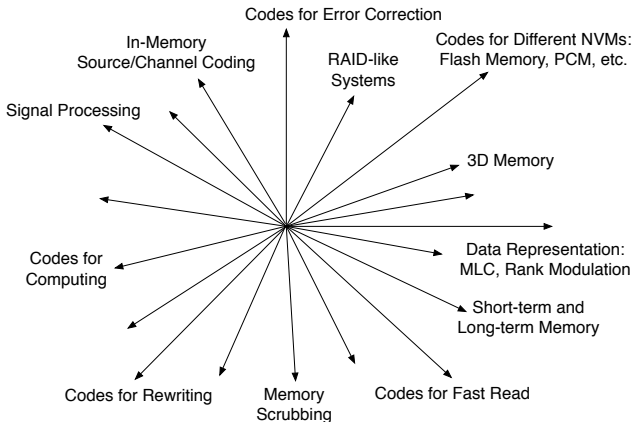 Codes for Error Correction
In-Memory
Source/Channel Coding
RAID-like
Systems
Codes for Different NVMs:
Flash Memory, PCM, etc.
Signal Processing
3D Memory
Codes for
Computing
Data Representation:
MLC, Rank Modulation
Short-term and
Long-term Memory
Codes for Rewriting
Memory
Scrubbing
Codes for Fast Read